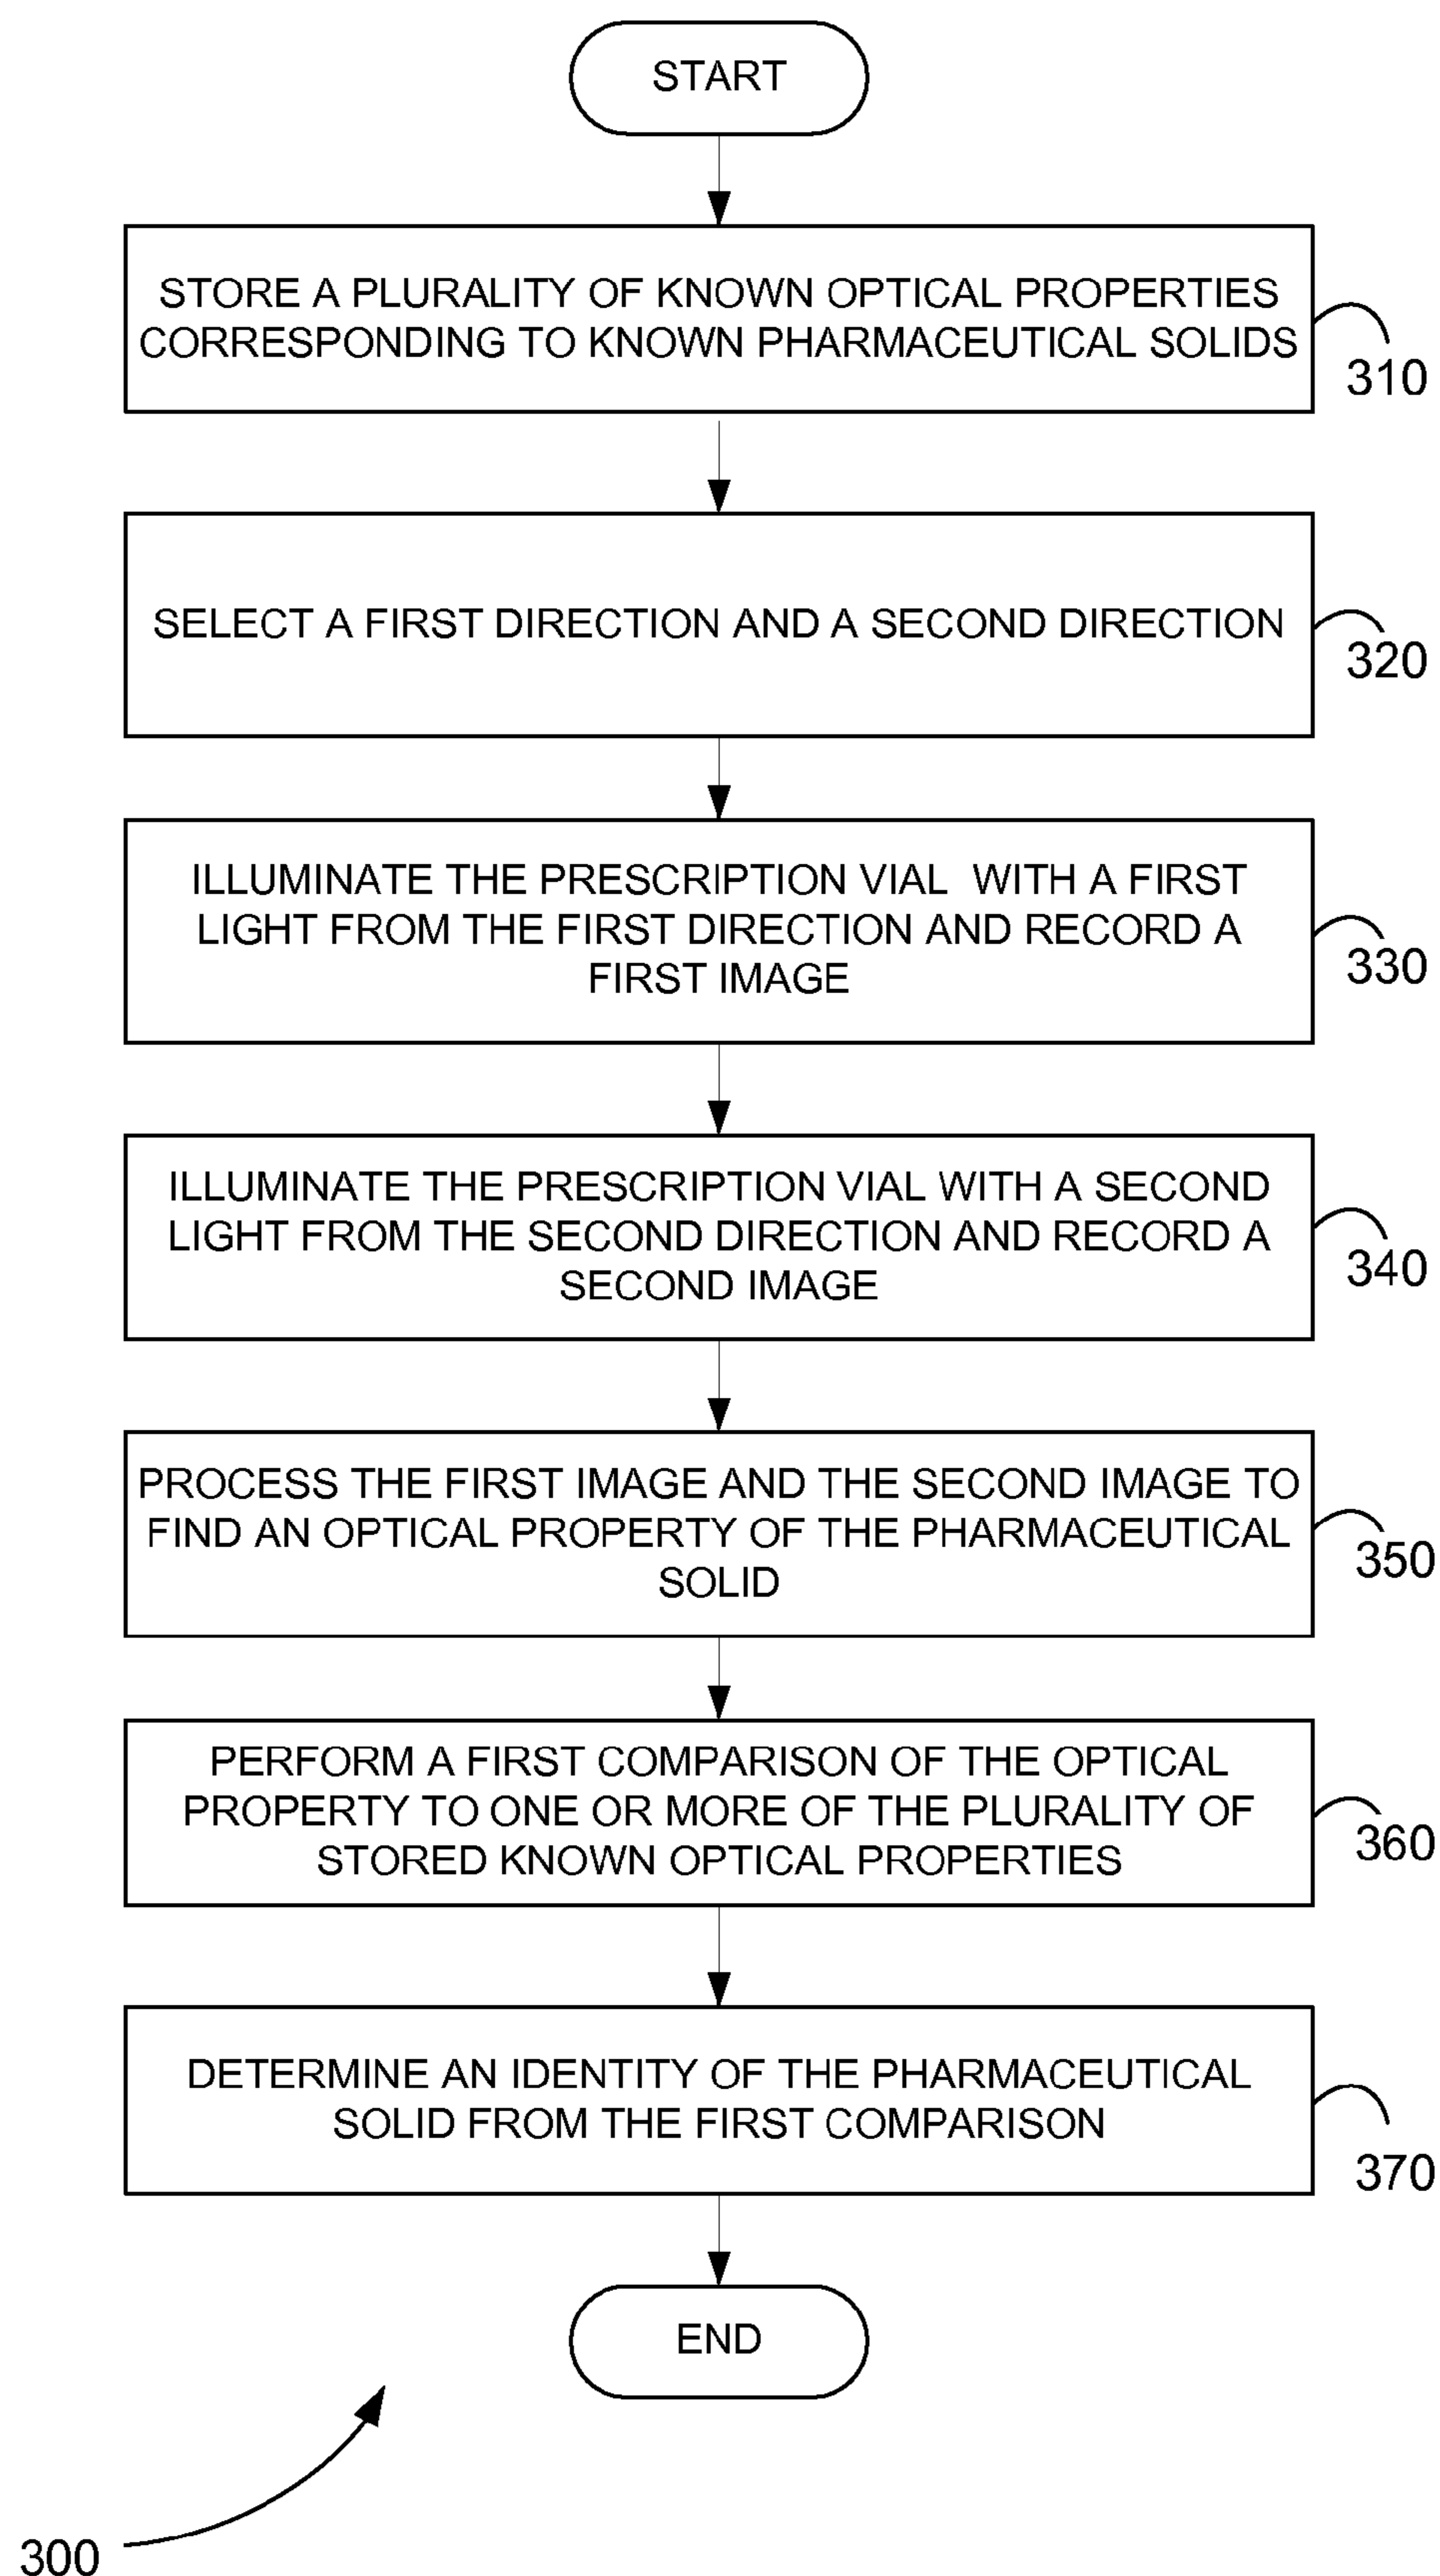 START
STORE A PLURALITY OF KNOWN OPTICAL PROPERTIES
CORRESPONDING TO KNOWN PHARMACEUTICAL SOLIDS
310
SELECT A FIRST DIRECTION AND A SECOND DIRECTION
320
ILLUMINATE THE PRESCRIPTION VIAL WITH A FIRST
LIGHT FROM THE FIRST DIRECTION AND RECORD A
FIRST IMAGE
330
ILLUMINATE THE PRESCRIPTION VIAL WITH A SECOND
LIGHT FROM THE SECOND DIRECTION AND RECORD A
SECOND IMAGE
340
PROCESS THE FIRST IMAGE AND THE SECOND IMAGE TO
FIND AN OPTICAL PROPERTY OF THE PHARMACEUTICAL
SOLID
350
PERFORM A FIRST COMPARISON OF THE OPTICAL
PROPERTY TO ONE OR MORE OF THE PLURALITY OF
STORED KNOWN OPTICAL PROPERTIES
360
DETERMINE AN IDENTITY OF THE PHARMACEUTICAL
SOLID FROM THE FIRST COMPARISON
370
END
300